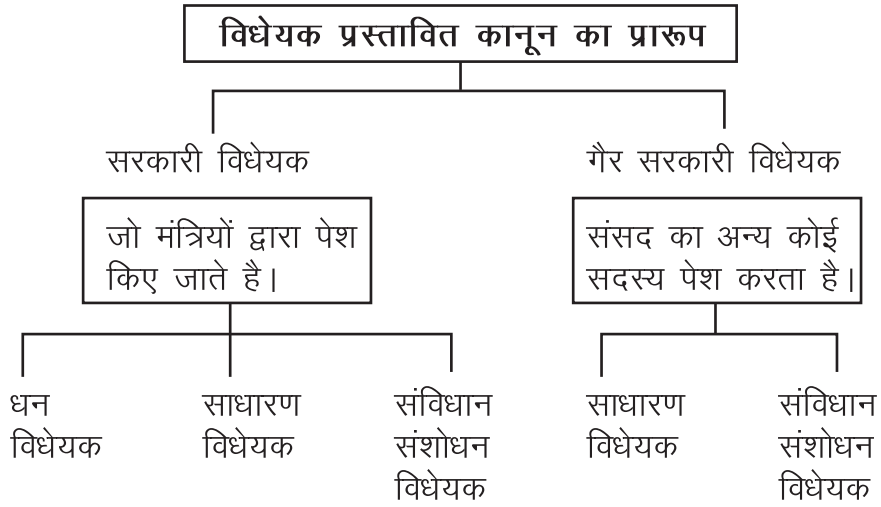 विधेयक प्रस्तावित कानून का प्रारूप
सरकारी विधेयक
गैर सरकारी विधेयक
जो मंत्रियों द्वारा पेश
किए जाते है।
संसद का अन्य कोई
सदस्य पेश करता है।
धन
विधेयक
साधारण
विधेयक
संविधान
संशोधन
विधेयक
साधारण
विधेयक
संविधान
संशोधन
विधेयक